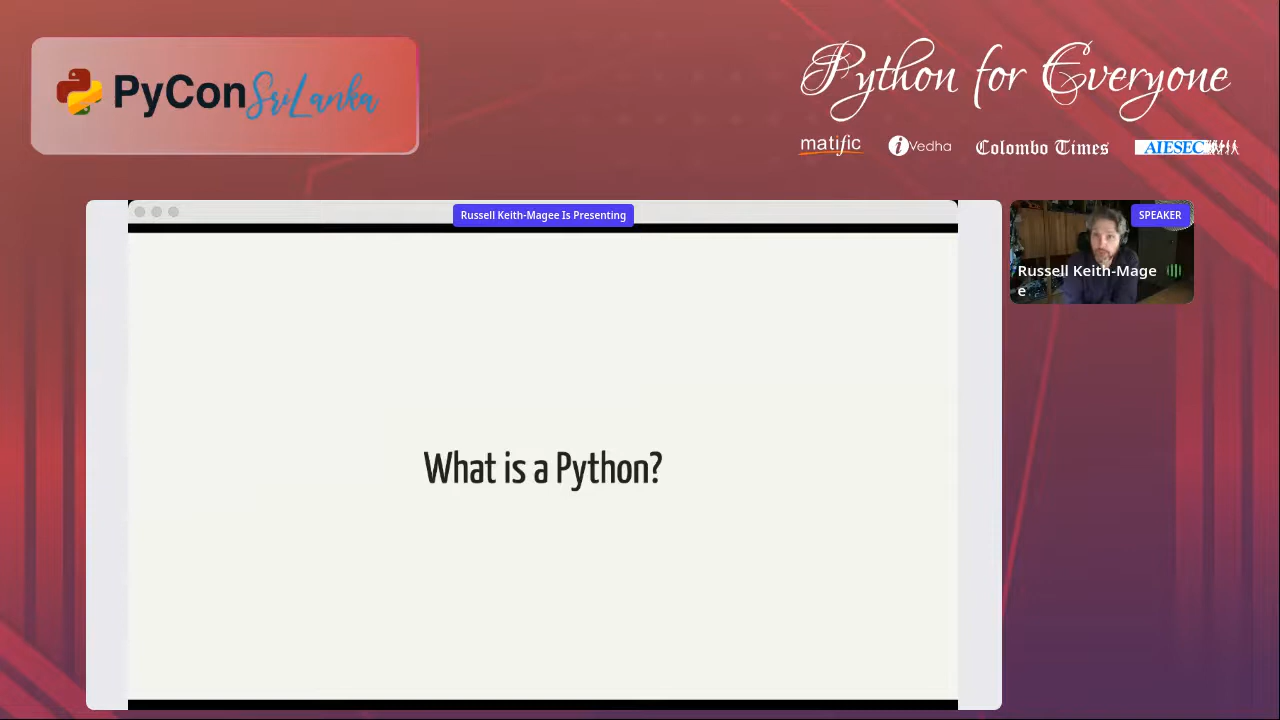 PyCon SriLanka
Python for Everyone
matific
iVedha
Colombo Times
AIESEC
Russell Keith-Magee Is Presenting
SPEAKER
Russell Keith-Mage
e
What is a Python?